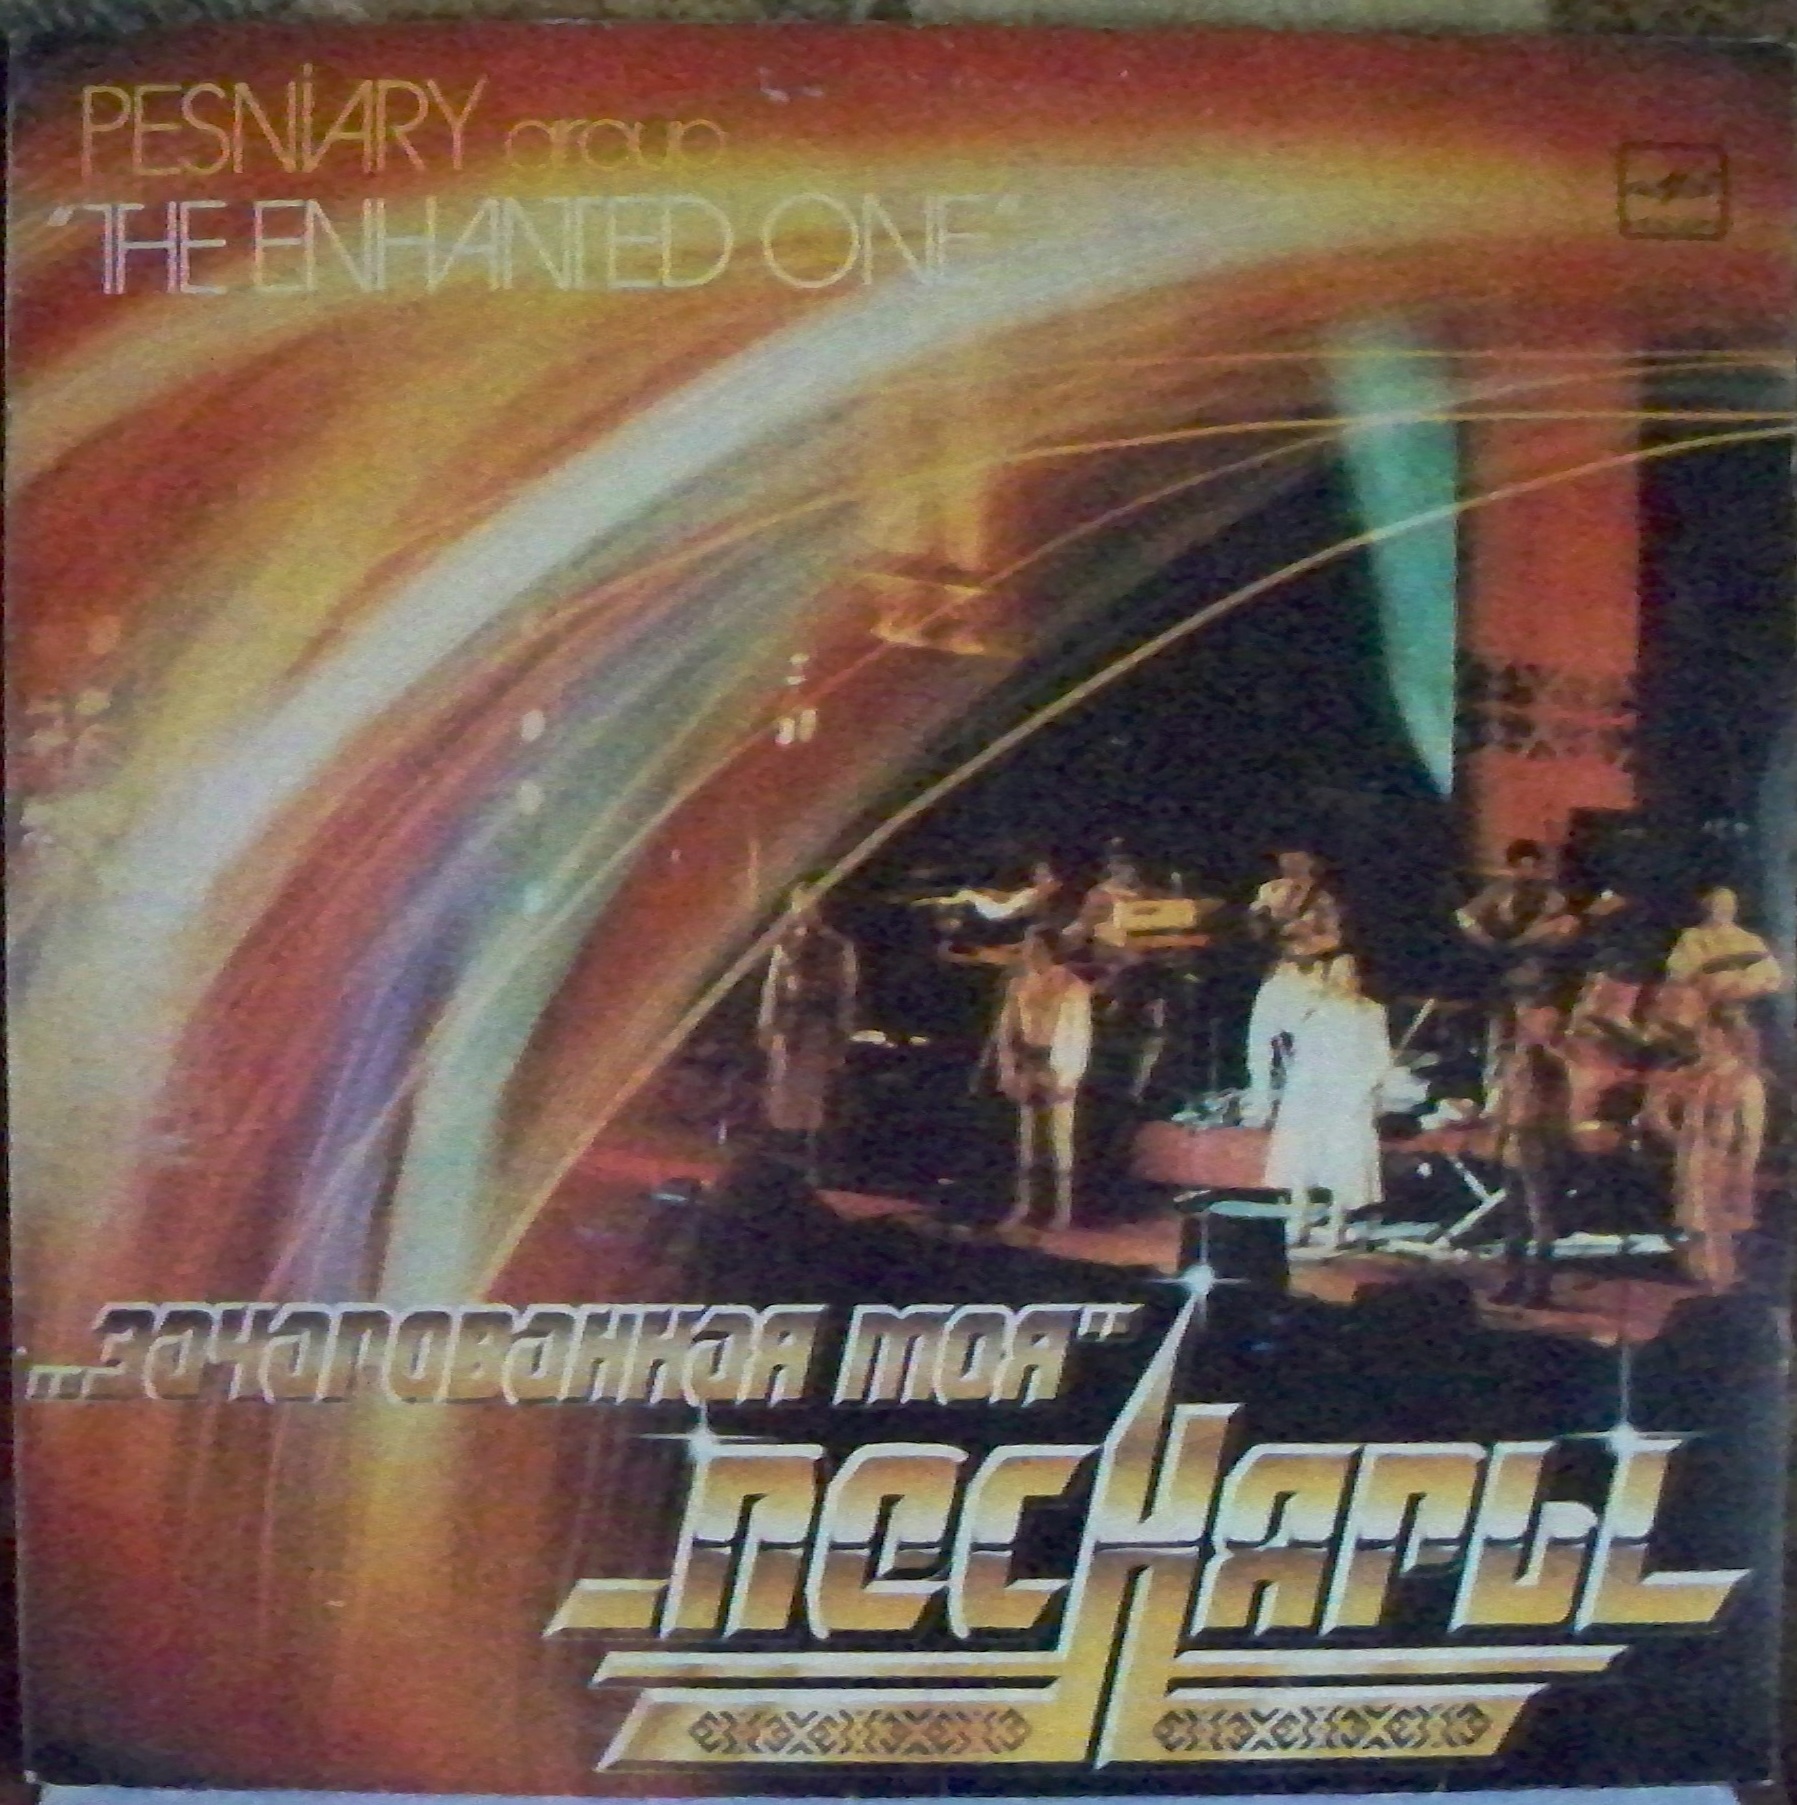 PESNiARY group
"THE ENHANTED ONE"
„Зачарованная моя"
Песняры